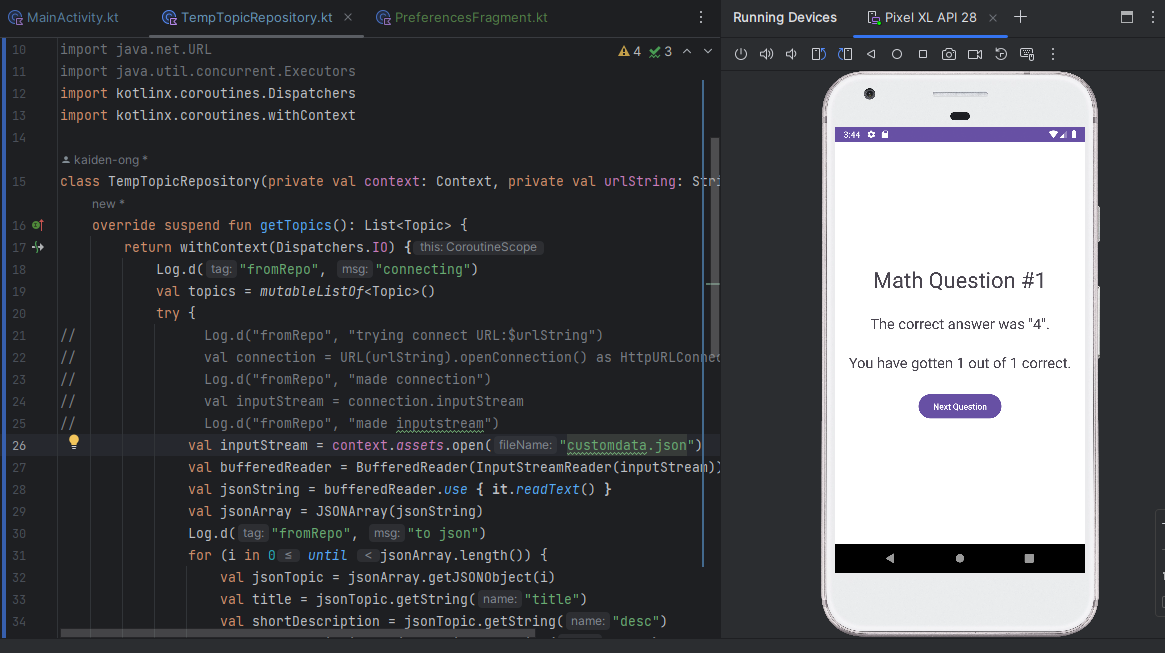 MainActivity.kt TempTopicRepository.kt PreferencesFragment.kt
Running Devices Pixel XL API 28
4 3
10 import java.net.URL
11 import java.util.concurrent.Executors
12 import kotlinx.coroutines.Dispatchers
13 import kotlinx.coroutines.withContext
14
kaiden-ong *
15 class TempTopicRepository(private val context: Context, private val urlString: Stri
new *
16 override suspend fun getTopics(): List<Topic> {
17 return withContext(Dispatchers.IO) { this: CoroutineScope
18 Log.d( tag: "fromRepo", msg: "connecting")
19 val topics = mutableListOf<Topic>()
20 try {
21 // Log.d("fromRepo", "trying connect URL:$urlString")
22 // val connection = URL(urlString).openConnection() as HttpURLConnec
23 // Log.d("fromRepo", "made connection")
24 // val inputStream = connection.inputStream
25 // Log.d("fromRepo", "made inputstream")
26 val inputStream = context.assets.open( fileName: "customdata.json")
27 val bufferedReader = BufferedReader(InputStreamReader(inputStream))
28 val jsonString = bufferedReader.use { it.readText() }
29 val jsonArray = JSONArray(jsonString)
30 Log.d( tag: "fromRepo", msg: "to json")
31 for (i in 0 ≤ until < jsonArray.length()) {
32 val jsonTopic = jsonArray.getJSONObject(i)
33 val title = jsonTopic.getString( name: "title")
34 val shortDescription = jsonTopic.getString( name: "desc")
3:44
Math Question #1
The correct answer was "4".
You have gotten 1 out of 1 correct.
Next Question